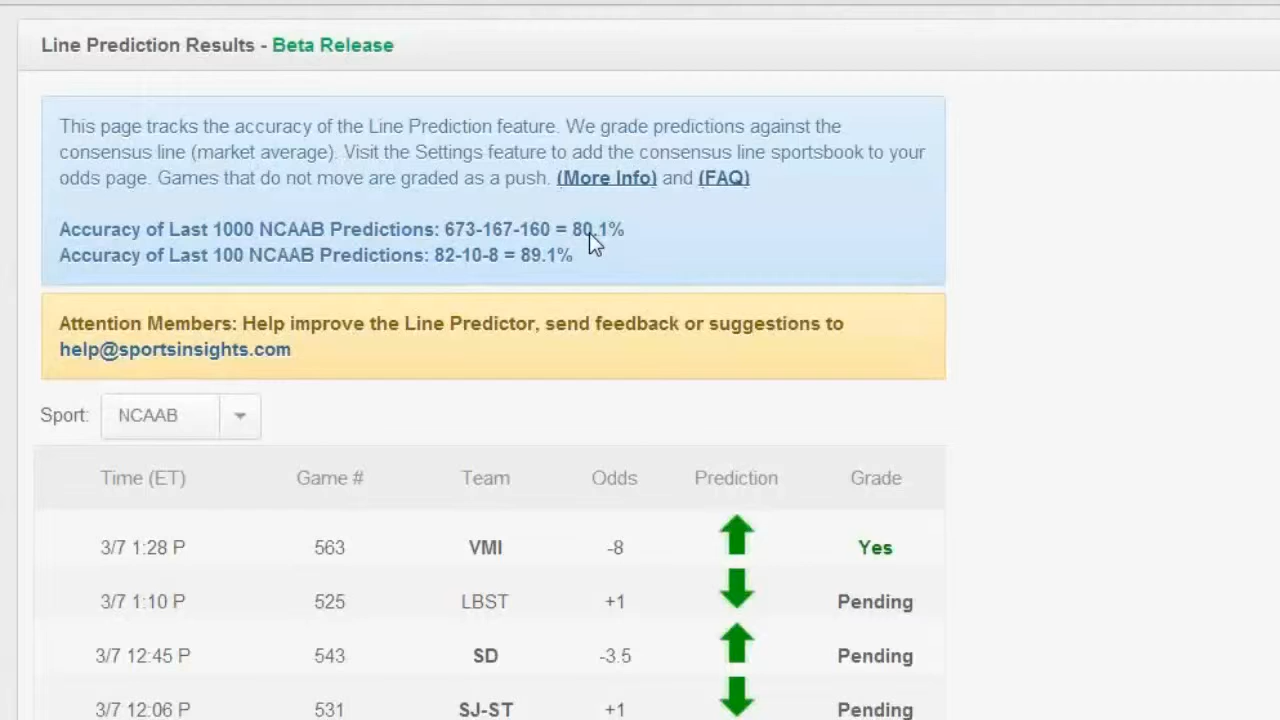 Line Prediction Results - Beta Release
This page tracks the accuracy of the Line Prediction feature. We grade predictions against the
consensus line (market average). Visit the Settings feature to add the consensus line sportsbook to your
odds page. Games that do not move are graded as a push. (More Info) and (FAQ)
Accuracy of Last 1000 NCAAB Predictions: 673-167-160 = 80.1%
Accuracy of Last 100 NCAAB Predictions: 82-10-8 = 89.1%
Attention Members: Help improve the Line Predictor, send feedback or suggestions to
help@sportsinsights.com
Sport: NCAAB
Time (ET) Game # Team Odds Prediction Grade
3/7 1:28 P 563 VMI -8 Yes
3/7 1:10 P 525 LBST +1 Pending
3/7 12:45 P 543 SD -3.5 Pending
3/7 12:06 P 531 SJ-ST +1 Pending